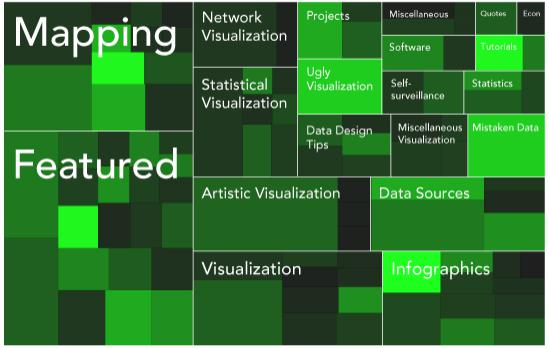 Mapping
Featured
Network
Visualization
Statistical
Visualization
Projects
Ugly
Visualization
Data Design
Tips
Miscellaneous
Quotes
Econ
Software
Tutorials
Self-
surveillance
Statistics
Miscellaneous
Visualization
Mistaken Data
Artistic Visualization
Data Sources
Visualization
Infographics